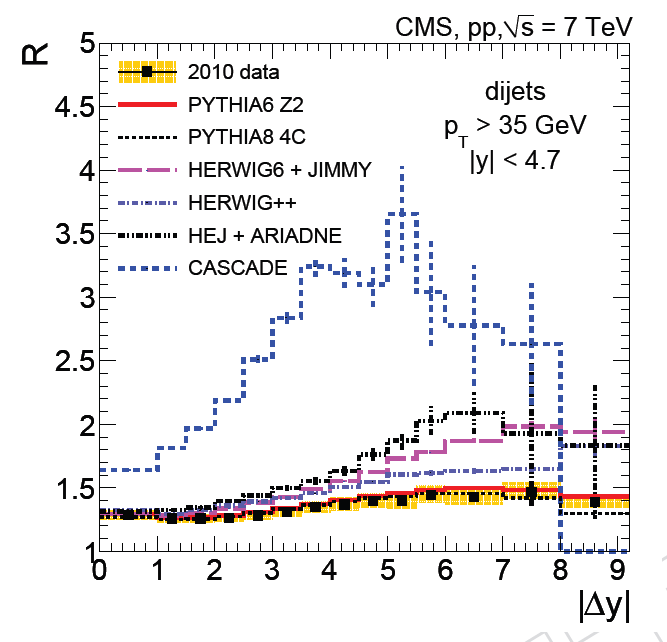 CMS, pp,√s = 7 TeV
R
5
4.5
4
3.5
3
2.5
2
1.5
1
2010 data
PYTHIA6 Z2
PYTHIA8 4C
HERWIG6 + JIMMY
HERWIG++
HEJ + ARIADNE
CASCADE
dijets
p_T > 35 GeV
|y| < 4.7
0 1 2 3 4 5 6 7 8 9
|Δy|